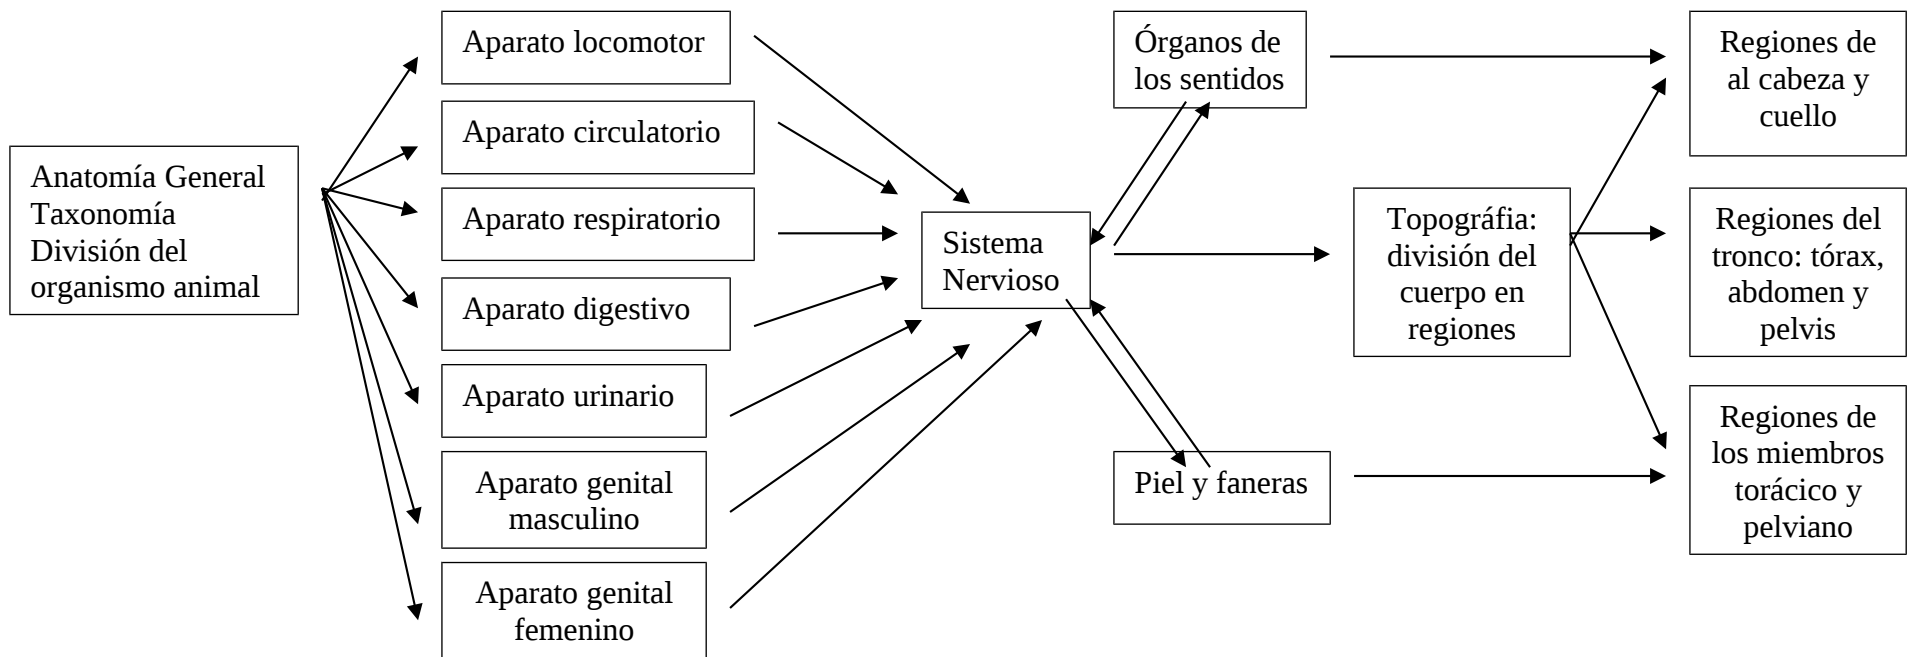 Anatomía General
Taxonomía
División del
organismo animal
Aparato locomotor
Aparato circulatorio
Aparato respiratorio
Aparato digestivo
Aparato urinario
Aparato genital
masculino
Aparato genital
femenino
Sistema
Nervioso
Órganos de
los sentidos
Piel y faneras
Topográfia:
división del
cuerpo en
regiones
Regiones de
al cabeza y
cuello
Regiones del
tronco: tórax,
abdomen y
pelvis
Regiones de
los miembros
torácico y
pelviano